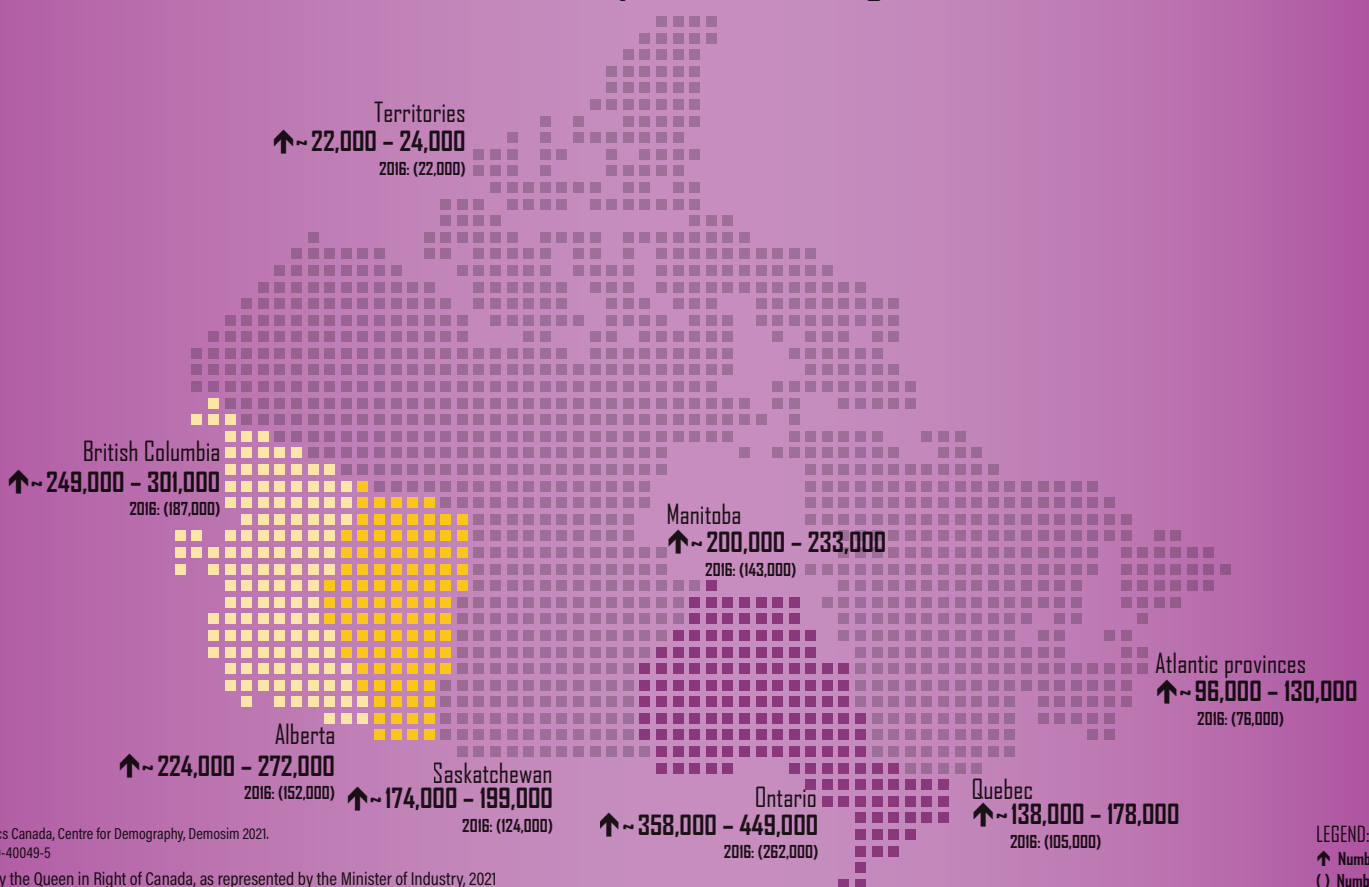 Territories
~ 22,000 – 24,000
2016: (22,000)
British Columbia
~ 249,000 – 301,000
2016: (187,000)
Manitoba
~ 200,000 – 233,000
2016: (143,000)
Atlantic provinces
~ 96,000 – 130,000
2016: (76,000)
Alberta
~ 224,000 – 272,000
2016: (152,000)
Saskatchewan
~ 174,000 – 199,000
2016: (124,000)
Ontario
~ 358,000 – 449,000
2016: (262,000)
Quebec
~ 138,000 – 178,000
2016: (105,000)
Canada, Centre for Demography, Demosim 2021.
-40049-5
the Queen in Right of Canada, as represented by the Minister of Industry, 2021
LEGEND: